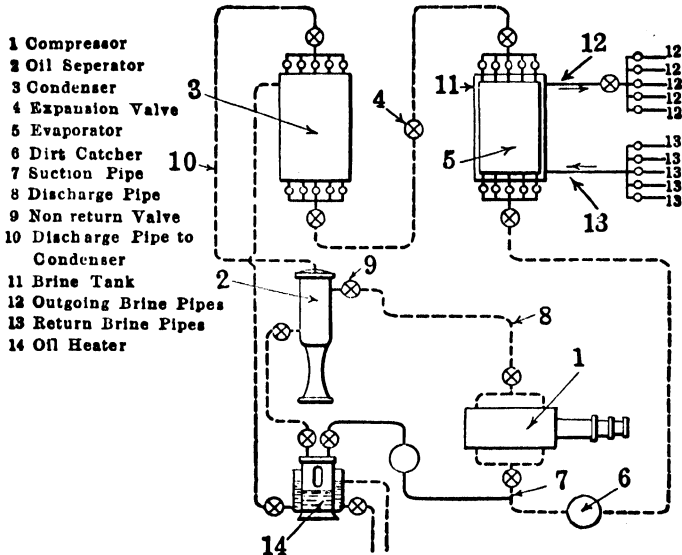 1 Compressor
2 Oil Seperator
3 Condenser
4 Expansion Valve
5 Evaporator
6 Dirt Catcher
7 Suction Pipe
8 Discharge Pipe
9 Non return Valve
10 Discharge Pipe to
Condenser
11 Brine Tank
12 Outgoing Brine Pipes
13 Return Brine Pipes
14 Oil Heater
3
4
10
11
5
12
12
12
12
12
12
13
13
13
13
13
13
2
9
8
1
7
6
14